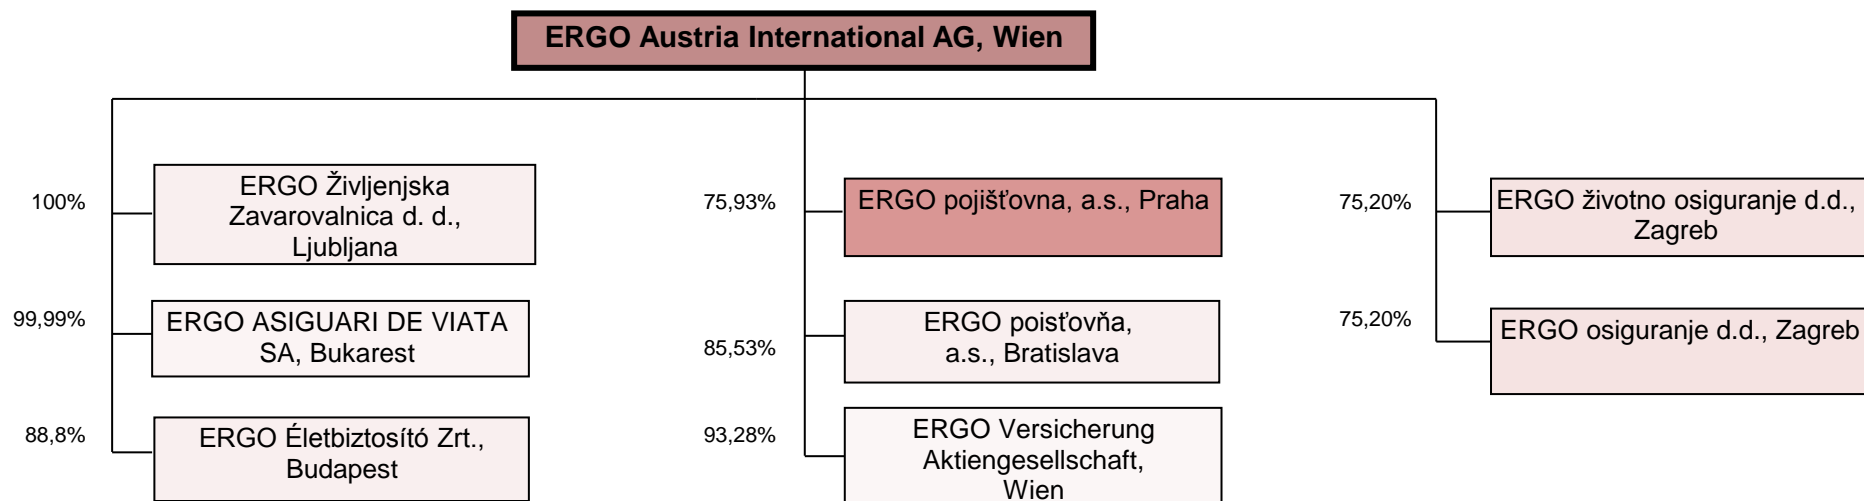 ERGO Austria International AG, Wien
100%
ERGO Življenjska
Zavarovalnica d. d.,
Ljubljana
99,99%
ERGO ASIGUARI DE VIATA
SA, Bukarest
88,8%
ERGO Életbiztosító Zrt.,
Budapest
75,93%
ERGO pojišťovna, a.s., Praha
85,53%
ERGO poisťovňa,
a.s., Bratislava
93,28%
ERGO Versicherung
Aktiengesellschaft,
Wien
75,20%
ERGO životno osiguranje d.d.,
Zagreb
75,20%
ERGO osiguranje d.d., Zagreb